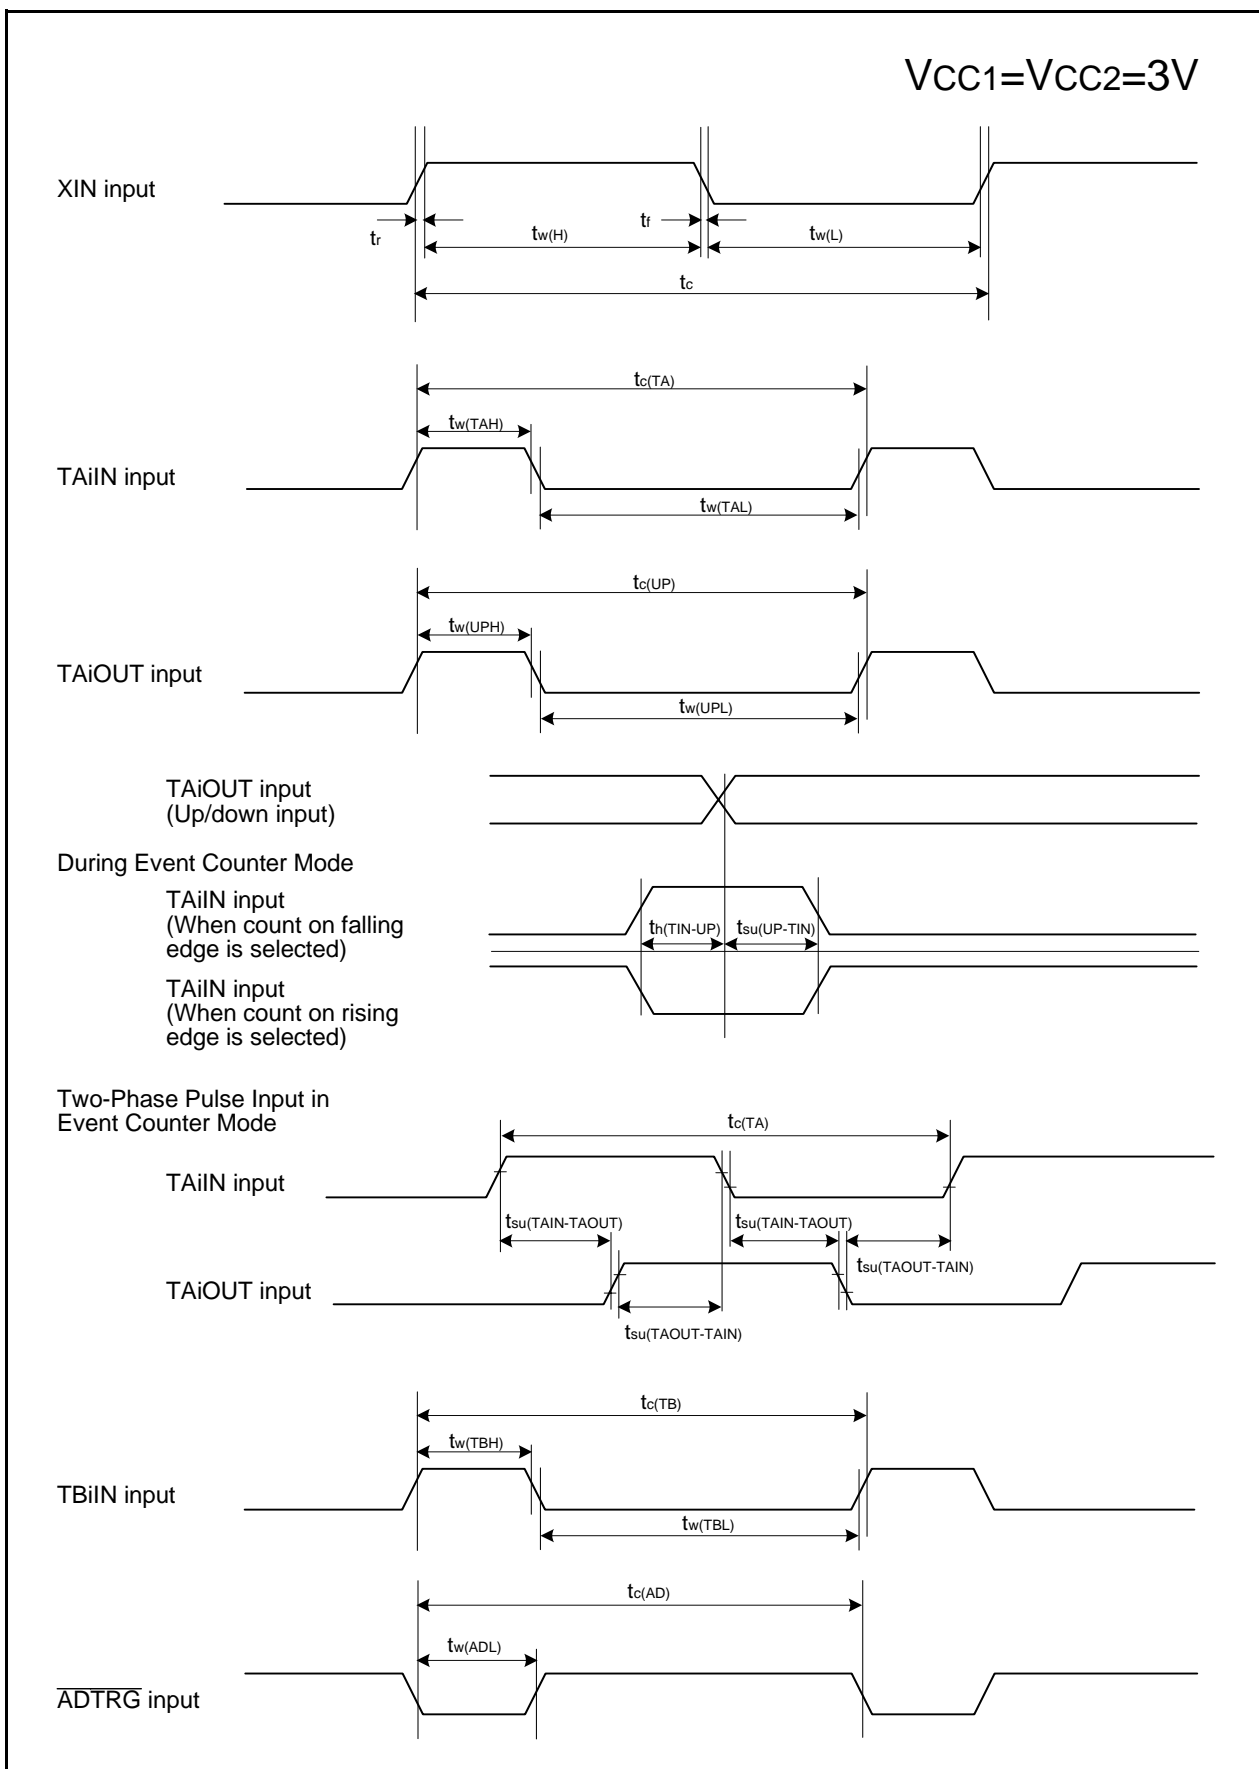 VCC1=VCC2=3V
XIN input
tr
tw(H)
tf
tw(L)
tc
tc(TA)
tw(TAH)
TAiIN input
tw(TAL)
tc(UP)
tw(UPH)
TAiOUT input
tw(UPL)
TAiOUT input
(Up/down input)
During Event Counter Mode
TAiIN input
(When count on falling
edge is selected)
th(TIN-UP)
tsu(UP-TIN)
TAiIN input
(When count on rising
edge is selected)
Two-Phase Pulse Input in
Event Counter Mode
tc(TA)
TAiIN input
tsu(TAIN-TAOUT)
tsu(TAIN-TAOUT)
tsu(TAOUT-TAIN)
TAiOUT input
tsu(TAOUT-TAIN)
tc(TB)
tw(TBH)
TBiIN input
tw(TBL)
tc(AD)
tw(ADL)
ADTRG input